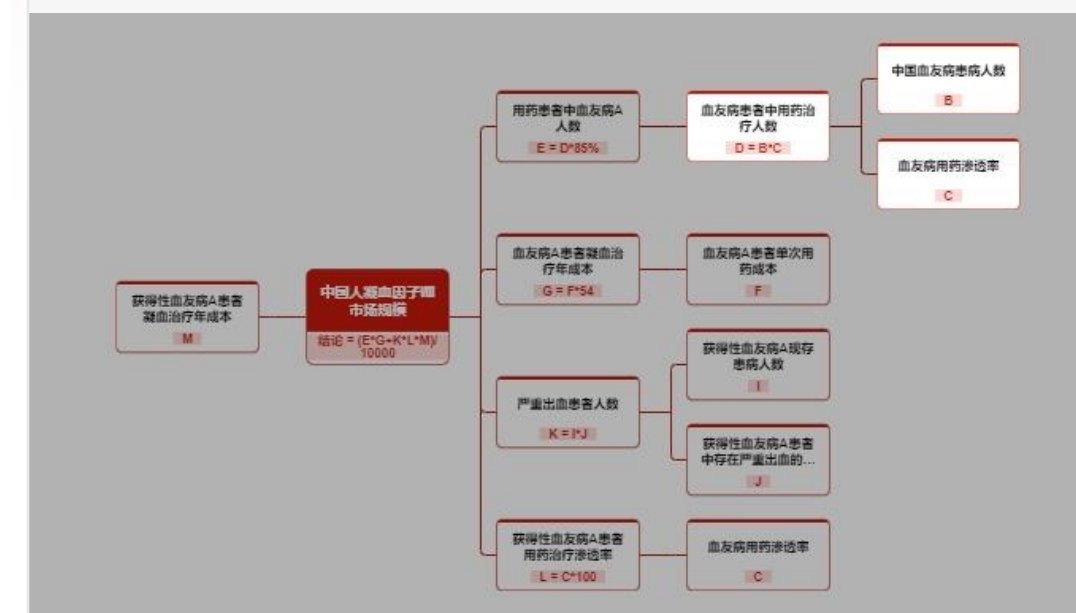 中国血友病患病人数
B
用药患者中血友病A
人数
E = D*85%
血友病患者中用药治
疗人数
D = B*C
血友病用药渗透率
C
血友病A患者凝血治
疗年成本
G = F*54
血友病A患者单次用
药成本
F
获得性血友病A患者
凝血治疗年成本
M
中国人凝血因子Ⅷ
市场规模
结论 = (E*G+K*L*M)/
10000
获得性血友病A现存
患病人数
I
严重出血患者人数
K = I*J
获得性血友病A患者
中存在严重出血的...
J
获得性血友病A患者
用药治疗渗透率
L = C*100
血友病用药渗透率
C